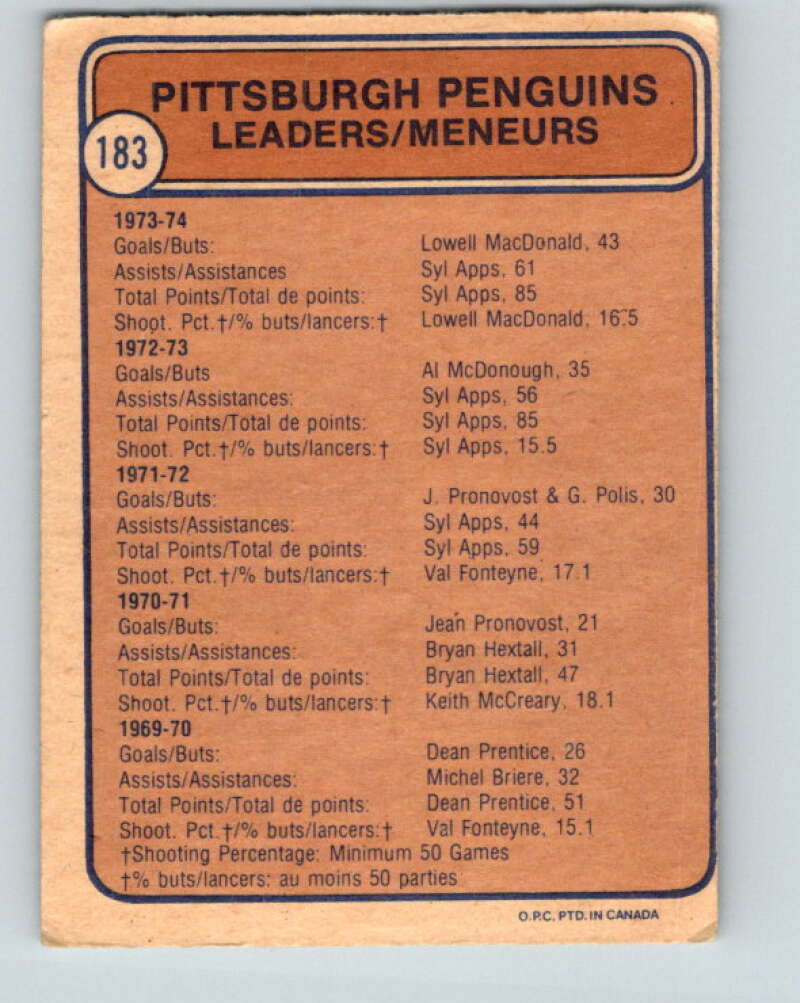 PITTSBURGH PENGUINS
LEADERS/MENEURS
183
1973-74
Goals/Buts: Lowell MacDonald, 43
Assists/Assistances Syl Apps, 61
Total Points/Total de points: Syl Apps, 85
Shoot. Pct.†/% buts/lancers:† Lowell MacDonald, 16.5
1972-73
Goals/Buts Al McDonough, 35
Assists/Assistances: Syl Apps, 56
Total Points/Total de points: Syl Apps, 85
Shoot. Pct.†/% buts/lancers:† Syl Apps, 15.5
1971-72
Goals/Buts: J. Pronovost & G. Polis, 30
Assists/Assistances: Syl Apps, 44
Total Points/Total de points: Syl Apps, 59
Shoot. Pct.†/% buts/lancers:† Val Fonteyne, 17.1
1970-71
Goals/Buts: Jean Pronovost, 21
Assists/Assistances: Bryan Hextall, 31
Total Points/Total de points: Bryan Hextall, 47
Shoot. Pct.†/% buts/lancers:† Keith McCreary, 18.1
1969-70
Goals/Buts: Dean Prentice, 26
Assists/Assistances: Michel Briere, 32
Total Points/Total de points: Dean Prentice, 51
Shoot. Pct.†/% buts/lancers:† Val Fonteyne, 15.1
†Shooting Percentage: Minimum 50 Games
†% buts/lancers: au moins 50 parties
O.P.C. PTD. IN CANADA